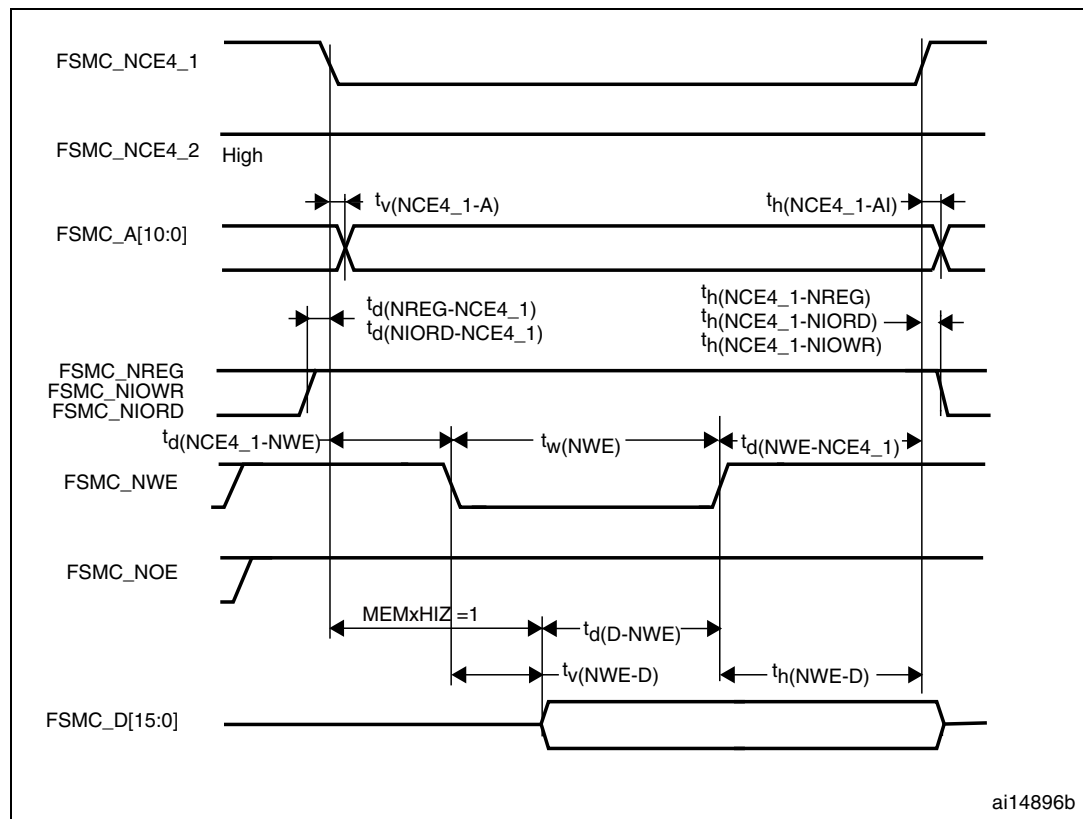 FSMC_NCE4_1
FSMC_NCE4_2 High
tv(NCE4_1-A) th(NCE4_1-AI)
FSMC_A[10:0]
td(NREG-NCE4_1) th(NCE4_1-NREG)
td(NIORD-NCE4_1) th(NCE4_1-NIORD)
th(NCE4_1-NIOWR)
FSMC_NREG
FSMC_NIOWR
FSMC_NIORD
td(NCE4_1-NWE) tw(NWE) td(NWE-NCE4_1)
FSMC_NWE
FSMC_NOE
MEMxHIZ =1
td(D-NWE)
tv(NWE-D) th(NWE-D)
FSMC_D[15:0]
ai14896b